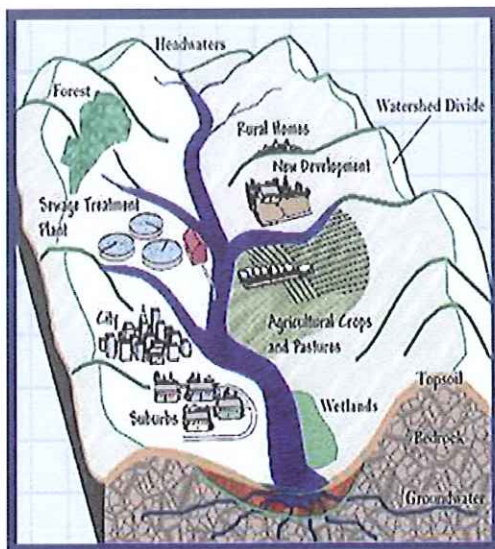 Headwaters
Forest
Watershed Divide
Rural Homes
New Development
Sewage Treatment
Plant
City
Agricultural Crops
and Pastures
Suburbs
Wetlands
Topsoil
Bedrock
Groundwater